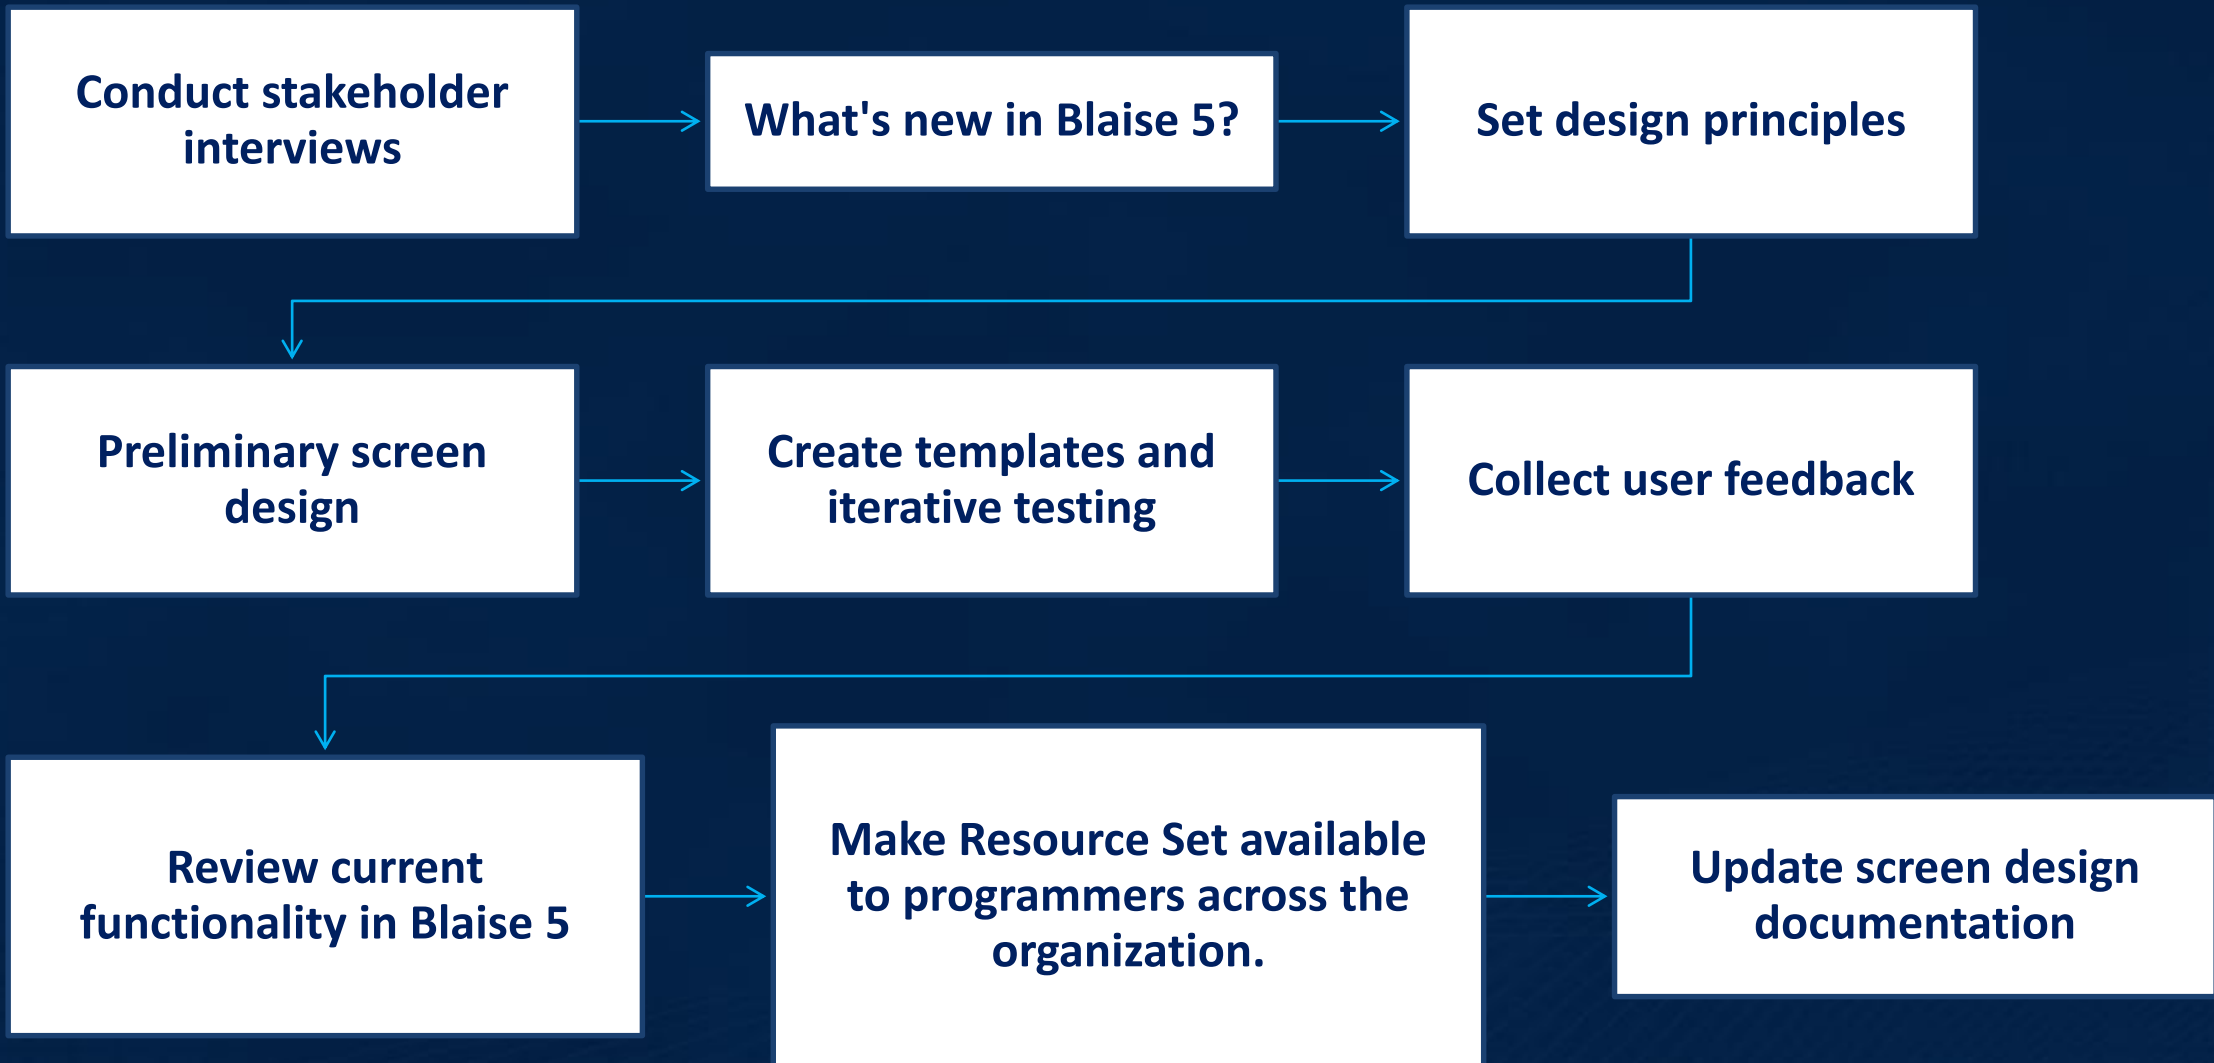 Conduct stakeholder
interviews
What's new in Blaise 5?
Set design principles
Preliminary screen
design
Create templates and
iterative testing
Collect user feedback
Review current
functionality in Blaise 5
Make Resource Set available
to programmers across the
organization.
Update screen design
documentation